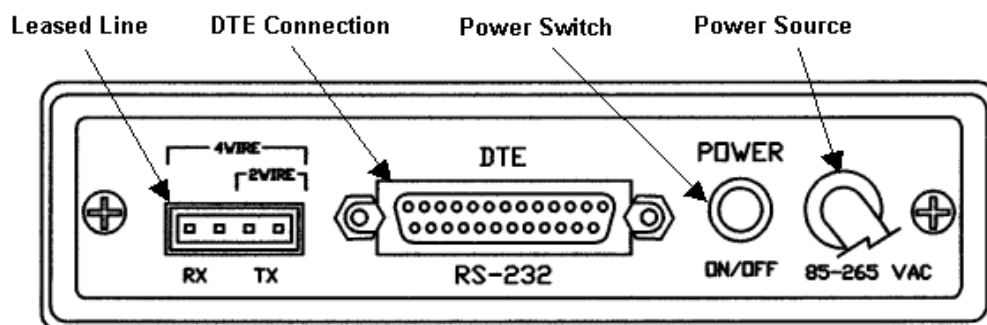 Leased Line
DTE Connection
Power Switch
Power Source
4WIRE
2WIRE
DTE
POWER
RX TX
RS-232
ON/OFF
85-265 VAC